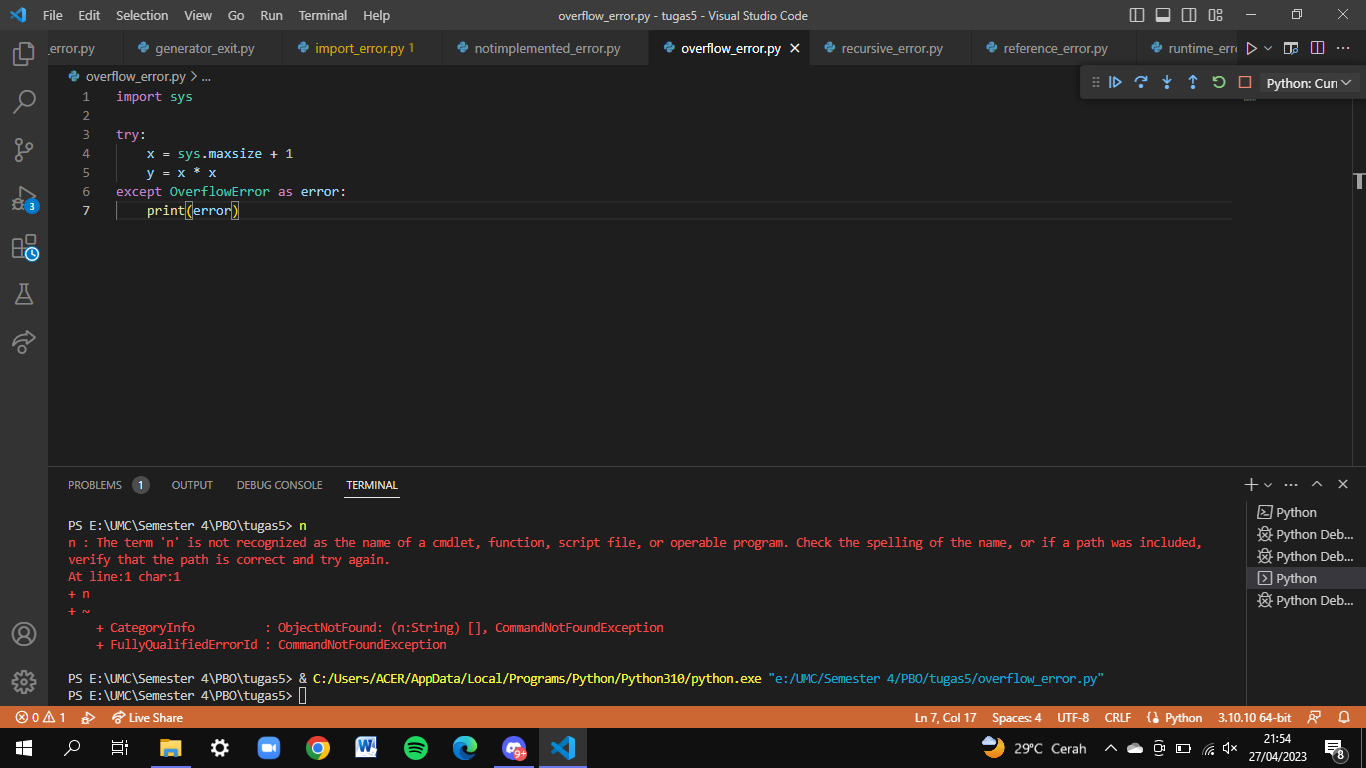 File Edit Selection View Go Run Terminal Help overflow_error.py - tugas5 - Visual Studio Code
_error.py generator_exit.py import_error.py 1 notimplemented_error.py overflow_error.py recursive_error.py reference_error.py runtime_erro
overflow_error.py > ...
Python: Curr
1 import sys
2
3 try:
4 x = sys.maxsize + 1
5 y = x * x
6 except OverflowError as error:
7 print(error)
3
PROBLEMS 1 OUTPUT DEBUG CONSOLE TERMINAL
PS E:\UMC\Semester 4\PBO\tugas5> n
n : The term 'n' is not recognized as the name of a cmdlet, function, script file, or operable program. Check the spelling of the name, or if a path was included,
verify that the path is correct and try again.
At line:1 char:1
+ n
+ ~
+ CategoryInfo : ObjectNotFound: (n:String) [], CommandNotFoundException
+ FullyQualifiedErrorId : CommandNotFoundException
PS E:\UMC\Semester 4\PBO\tugas5> & C:/Users/ACER/AppData/Local/Programs/Python/Python310/python.exe "e:/UMC/Semester 4/PBO/tugas5/overflow_error.py"
PS E:\UMC\Semester 4\PBO\tugas5>
Python
Python Deb...
Python Deb...
Python
Python Deb...
0 1 Live Share Ln 7, Col 17 Spaces: 4 UTF-8 CRLF Python 3.10.10 64-bit
9+ 29°C Cerah 21:54
27/04/2023 8